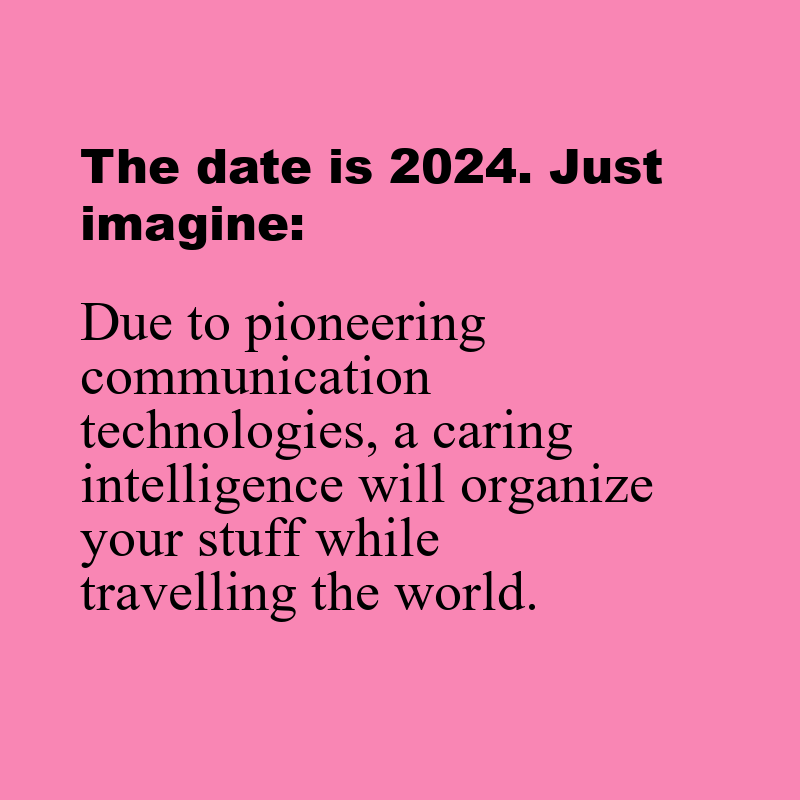 The date is 2024. Just
imagine:
Due to pioneering
communication
technologies, a caring
intelligence will organize
your stuff while
travelling the world.